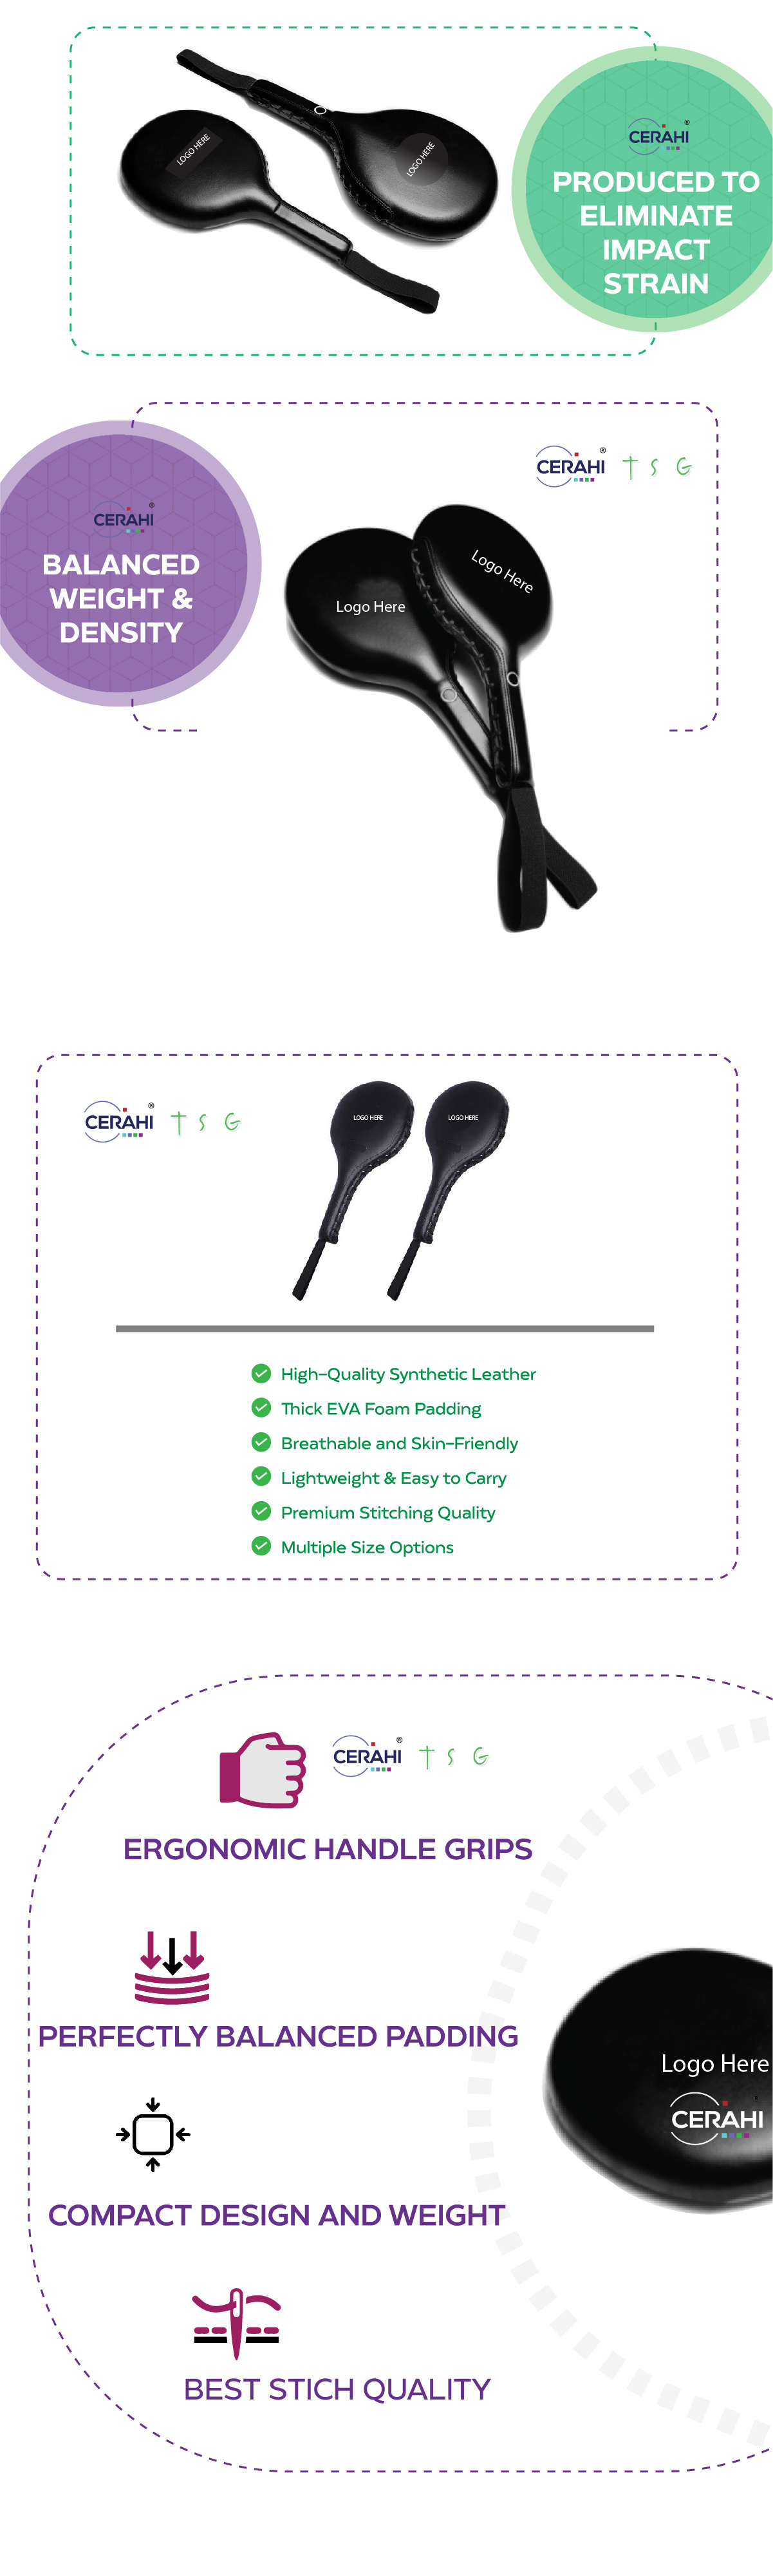 LOGO HERE
LOGO HERE
CERAHI®
PRODUCED TO
ELIMINATE
IMPACT
STRAIN
CERAHI® T S G
CERAHI®
BALANCED
WEIGHT &
DENSITY
Logo Here
Logo Here
CERAHI® T S G
LOGO HERE
LOGO HERE
High-Quality Synthetic Leather
Thick EVA Foam Padding
Breathable and Skin-Friendly
Lightweight & Easy to Carry
Premium Stitching Quality
Multiple Size Options
CERAHI® T S G
ERGONOMIC HANDLE GRIPS
PERFECTLY BALANCED PADDING
Logo Here
CERAHI
COMPACT DESIGN AND WEIGHT
BEST STICH QUALITY